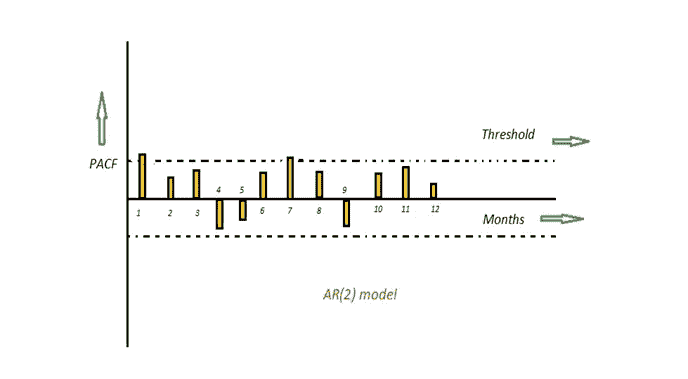 Threshold
PACF
4 5 9
1 2 3 6 7 8 10 11 12
Months
AR(2) model